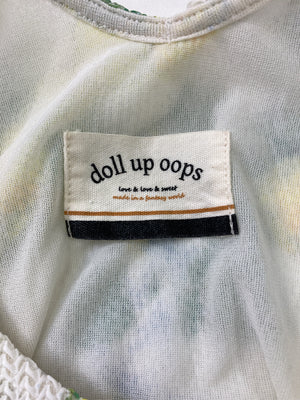 doll up oops
love & love & sweet
made in a fantasy world